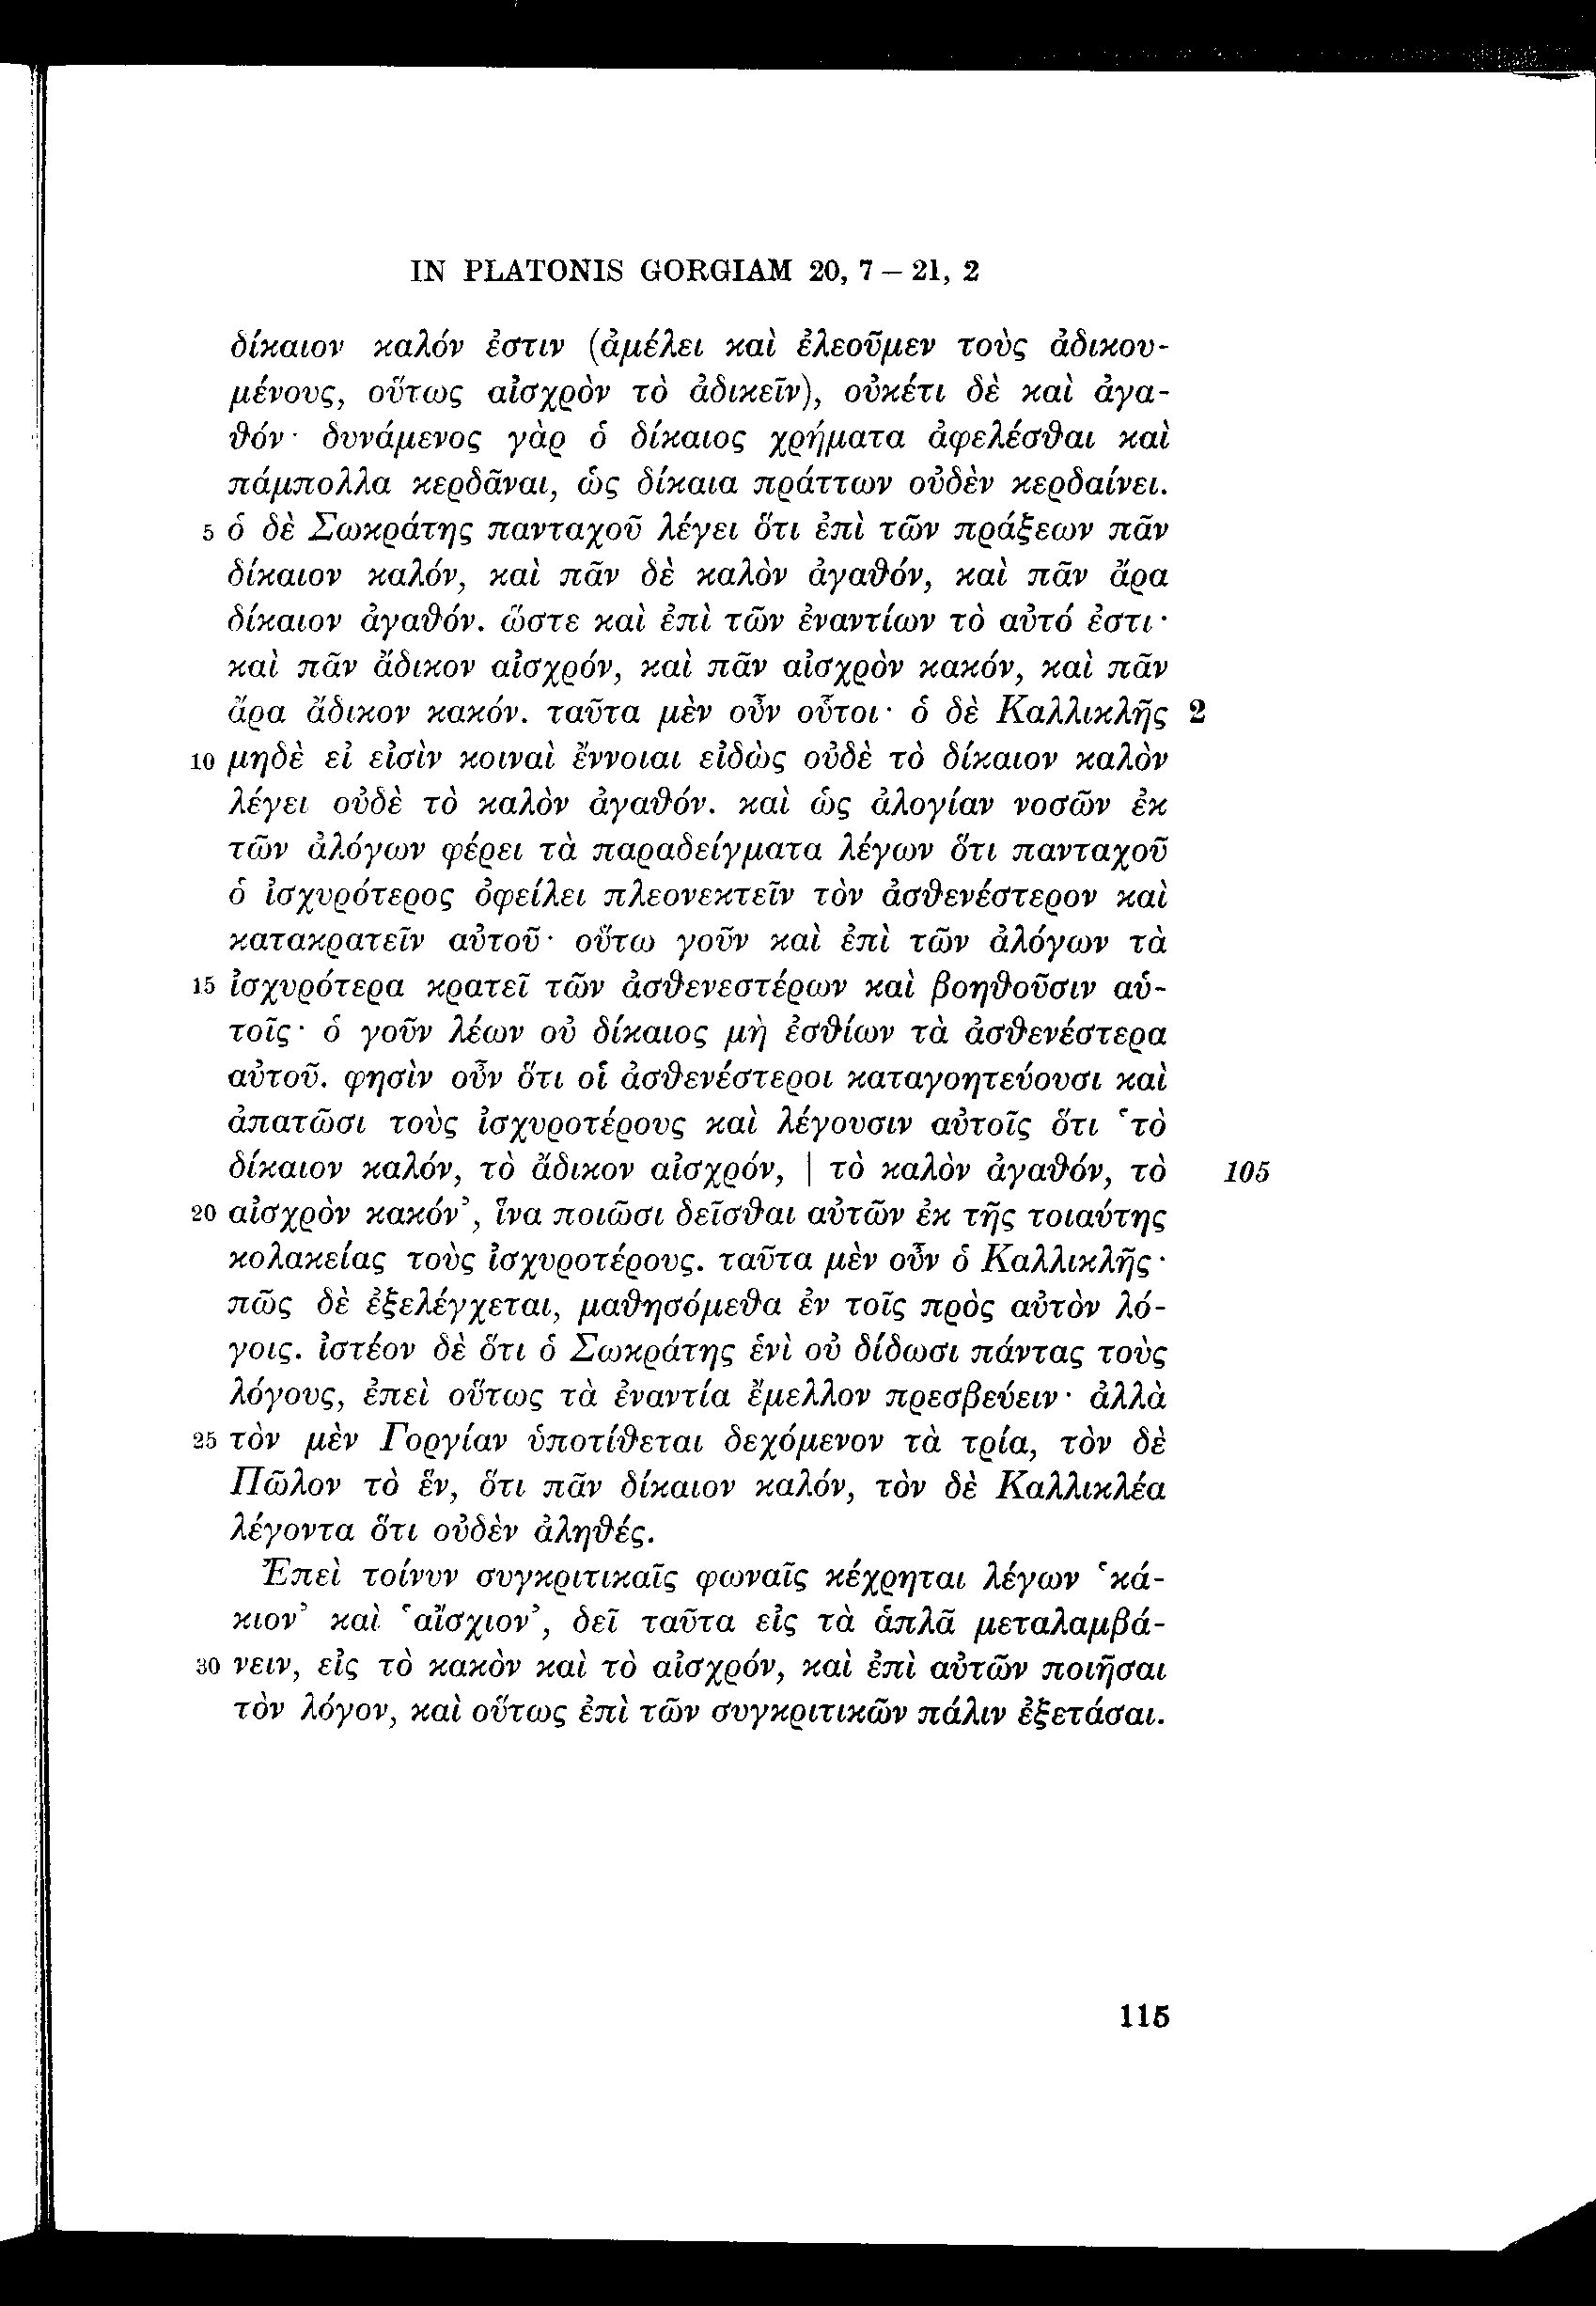 IN PLATONIS GORGIAM 20, 7 – 21, 2
δίκαιον καλόν ἐστιν (ἀμέλει καὶ ἐλεοῦμεν τοὺς ἀδικου-
μένους, οὕτως αἰσχρὸν τὸ ἀδικεῖν), οὐκέτι δὲ καὶ ἀγα-
θόν· δυνάμενος γὰρ ὁ δίκαιος χρήματα ἀφελέσθαι καὶ
πάμπολλα κερδᾶναι, ὡς δίκαια πράττων οὐδὲν κερδαίνει.
5 ὁ δὲ Σωκράτης πανταχοῦ λέγει ὅτι ἐπὶ τῶν πράξεων πᾶν
δίκαιον καλόν, καὶ πᾶν δὲ καλὸν ἀγαθόν, καὶ πᾶν ἄρα
δίκαιον ἀγαθόν. ὥστε καὶ ἐπὶ τῶν ἐναντίων τὸ αὐτό ἐστι·
καὶ πᾶν ἄδικον αἰσχρόν, καὶ πᾶν αἰσχρὸν κακόν, καὶ πᾶν
ἄρα ἄδικον κακόν. ταῦτα μὲν οὖν οὗτοι· ὁ δὲ Καλλικλῆς 2
10 μηδὲ εἰ εἰσὶν κοιναὶ ἔννοιαι εἰδὼς οὐδὲ τὸ δίκαιον καλὸν
λέγει οὐδὲ τὸ καλὸν ἀγαθόν. καὶ ὡς ἀλογίαν νοσῶν ἐκ
τῶν ἀλόγων φέρει τὰ παραδείγματα λέγων ὅτι πανταχοῦ
ὁ ἰσχυρότερος ὀφείλει πλεονεκτεῖν τὸν ἀσθενέστερον καὶ
κατακρατεῖν αὐτοῦ· οὕτω γοῦν καὶ ἐπὶ τῶν ἀλόγων τὰ
15 ἰσχυρότερα κρατεῖ τῶν ἀσθενεστέρων καὶ βοηθοῦσιν αὑ-
τοῖς· ὁ γοῦν λέων οὐ δίκαιος μὴ ἐσθίων τὰ ἀσθενέστερα
αὐτοῦ. φησὶν οὖν ὅτι οἱ ἀσθενέστεροι καταγοητεύουσι καὶ
ἀπατῶσι τοὺς ἰσχυροτέρους καὶ λέγουσιν αὐτοῖς ὅτι ‘τὸ
δίκαιον καλόν, τὸ ἄδικον αἰσχρόν, | τὸ καλὸν ἀγαθόν, τὸ 105
20 αἰσχρὸν κακόν’, ἵνα ποιῶσι δεῖσθαι αὐτῶν ἐκ τῆς τοιαύτης
κολακείας τοὺς ἰσχυροτέρους. ταῦτα μὲν οὖν ὁ Καλλικλῆς·
πῶς δὲ ἐξελέγχεται, μαθησόμεθα ἐν τοῖς πρὸς αὐτὸν λό-
γοις. ἰστέον δὲ ὅτι ὁ Σωκράτης ἑνὶ οὐ δίδωσι πάντας τοὺς
λόγους, ἐπεὶ οὕτως τὰ ἐναντία ἔμελλον πρεσβεύειν· ἀλλὰ
25 τὸν μὲν Γοργίαν ὑποτίθεται δεχόμενον τὰ τρία, τὸν δὲ
Πῶλον τὸ ἕν, ὅτι πᾶν δίκαιον καλόν, τὸν δὲ Καλλικλέα
λέγοντα ὅτι οὐδὲν ἀληθές.
Ἐπεὶ τοίνυν συγκριτικαῖς φωναῖς κέχρηται λέγων ‘κά-
κιον’ καὶ ‘αἴσχιον’, δεῖ ταῦτα εἰς τὰ ἁπλᾶ μεταλαμβά-
30 νειν, εἰς τὸ κακὸν καὶ τὸ αἰσχρόν, καὶ ἐπὶ αὐτῶν ποιῆσαι
τὸν λόγον, καὶ οὕτως ἐπὶ τῶν συγκριτικῶν πάλιν ἐξετάσαι.
115